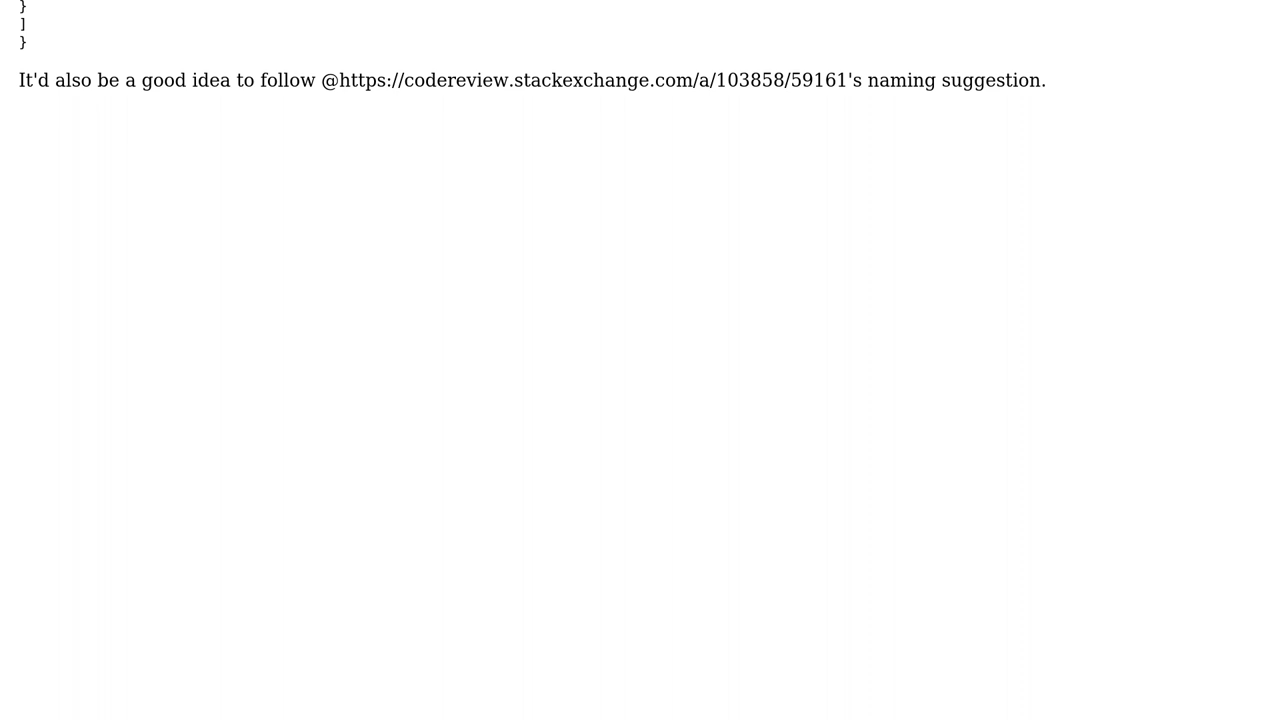 }
]
}
It'd also be a good idea to follow @https://codereview.stackexchange.com/a/103858/59161's naming suggestion.